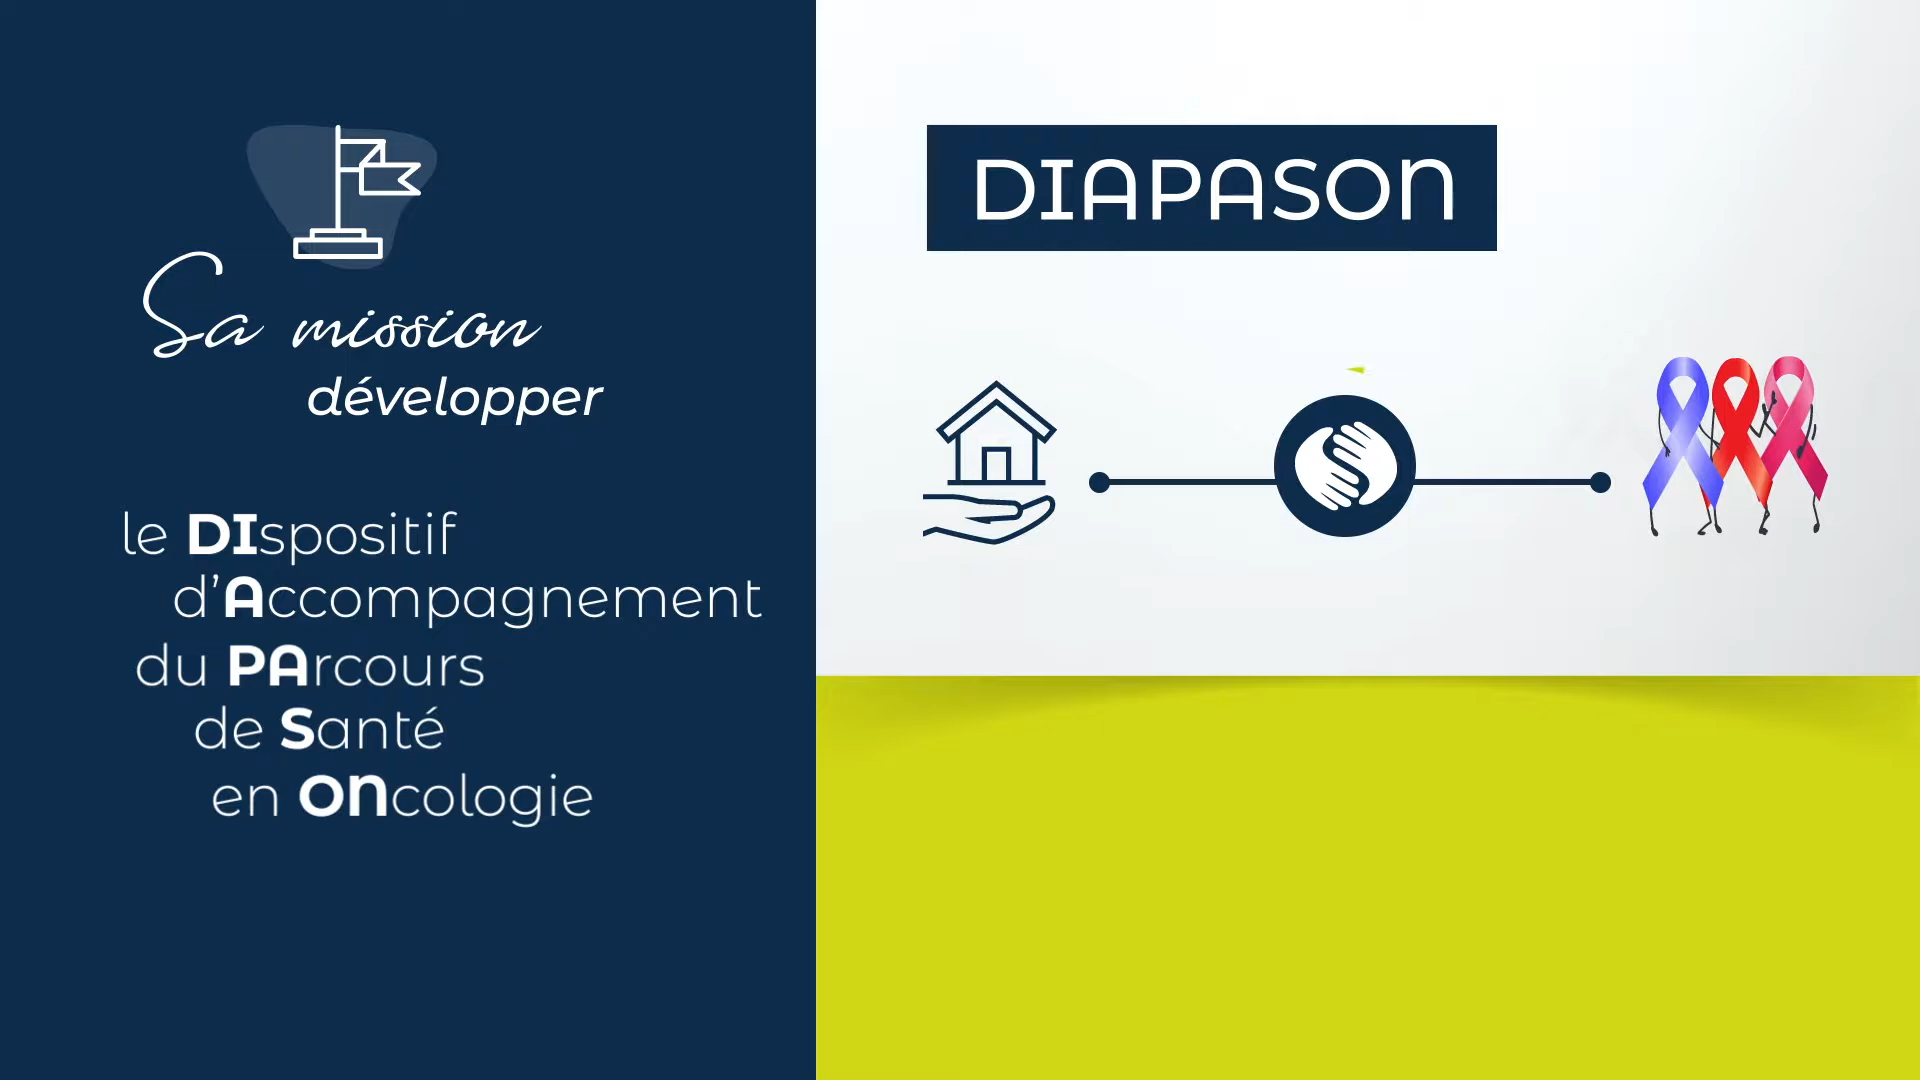 Sa mission
développer
le DIspositif
d’Accompagnement
du PArcours
de Santé
en ONcologie
DIAPASON